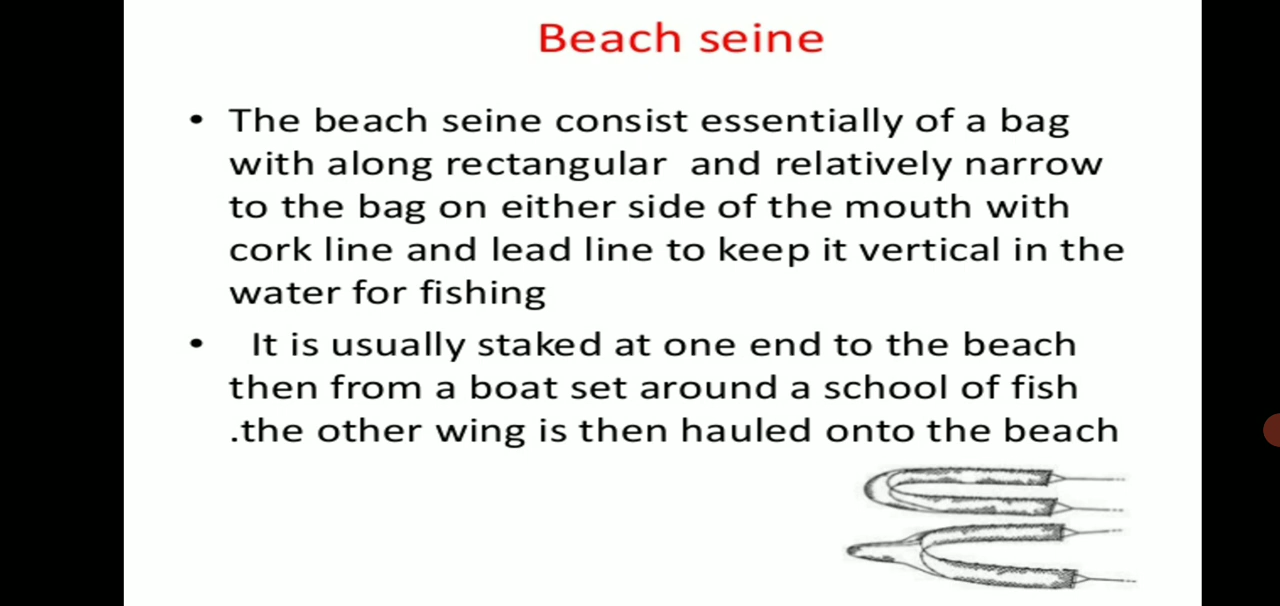 Beach seine
• The beach seine consist essentially of a bag
with along rectangular and relatively narrow
to the bag on either side of the mouth with
cork line and lead line to keep it vertical in the
water for fishing
• It is usually staked at one end to the beach
then from a boat set around a school of fish
.the other wing is then hauled onto the beach